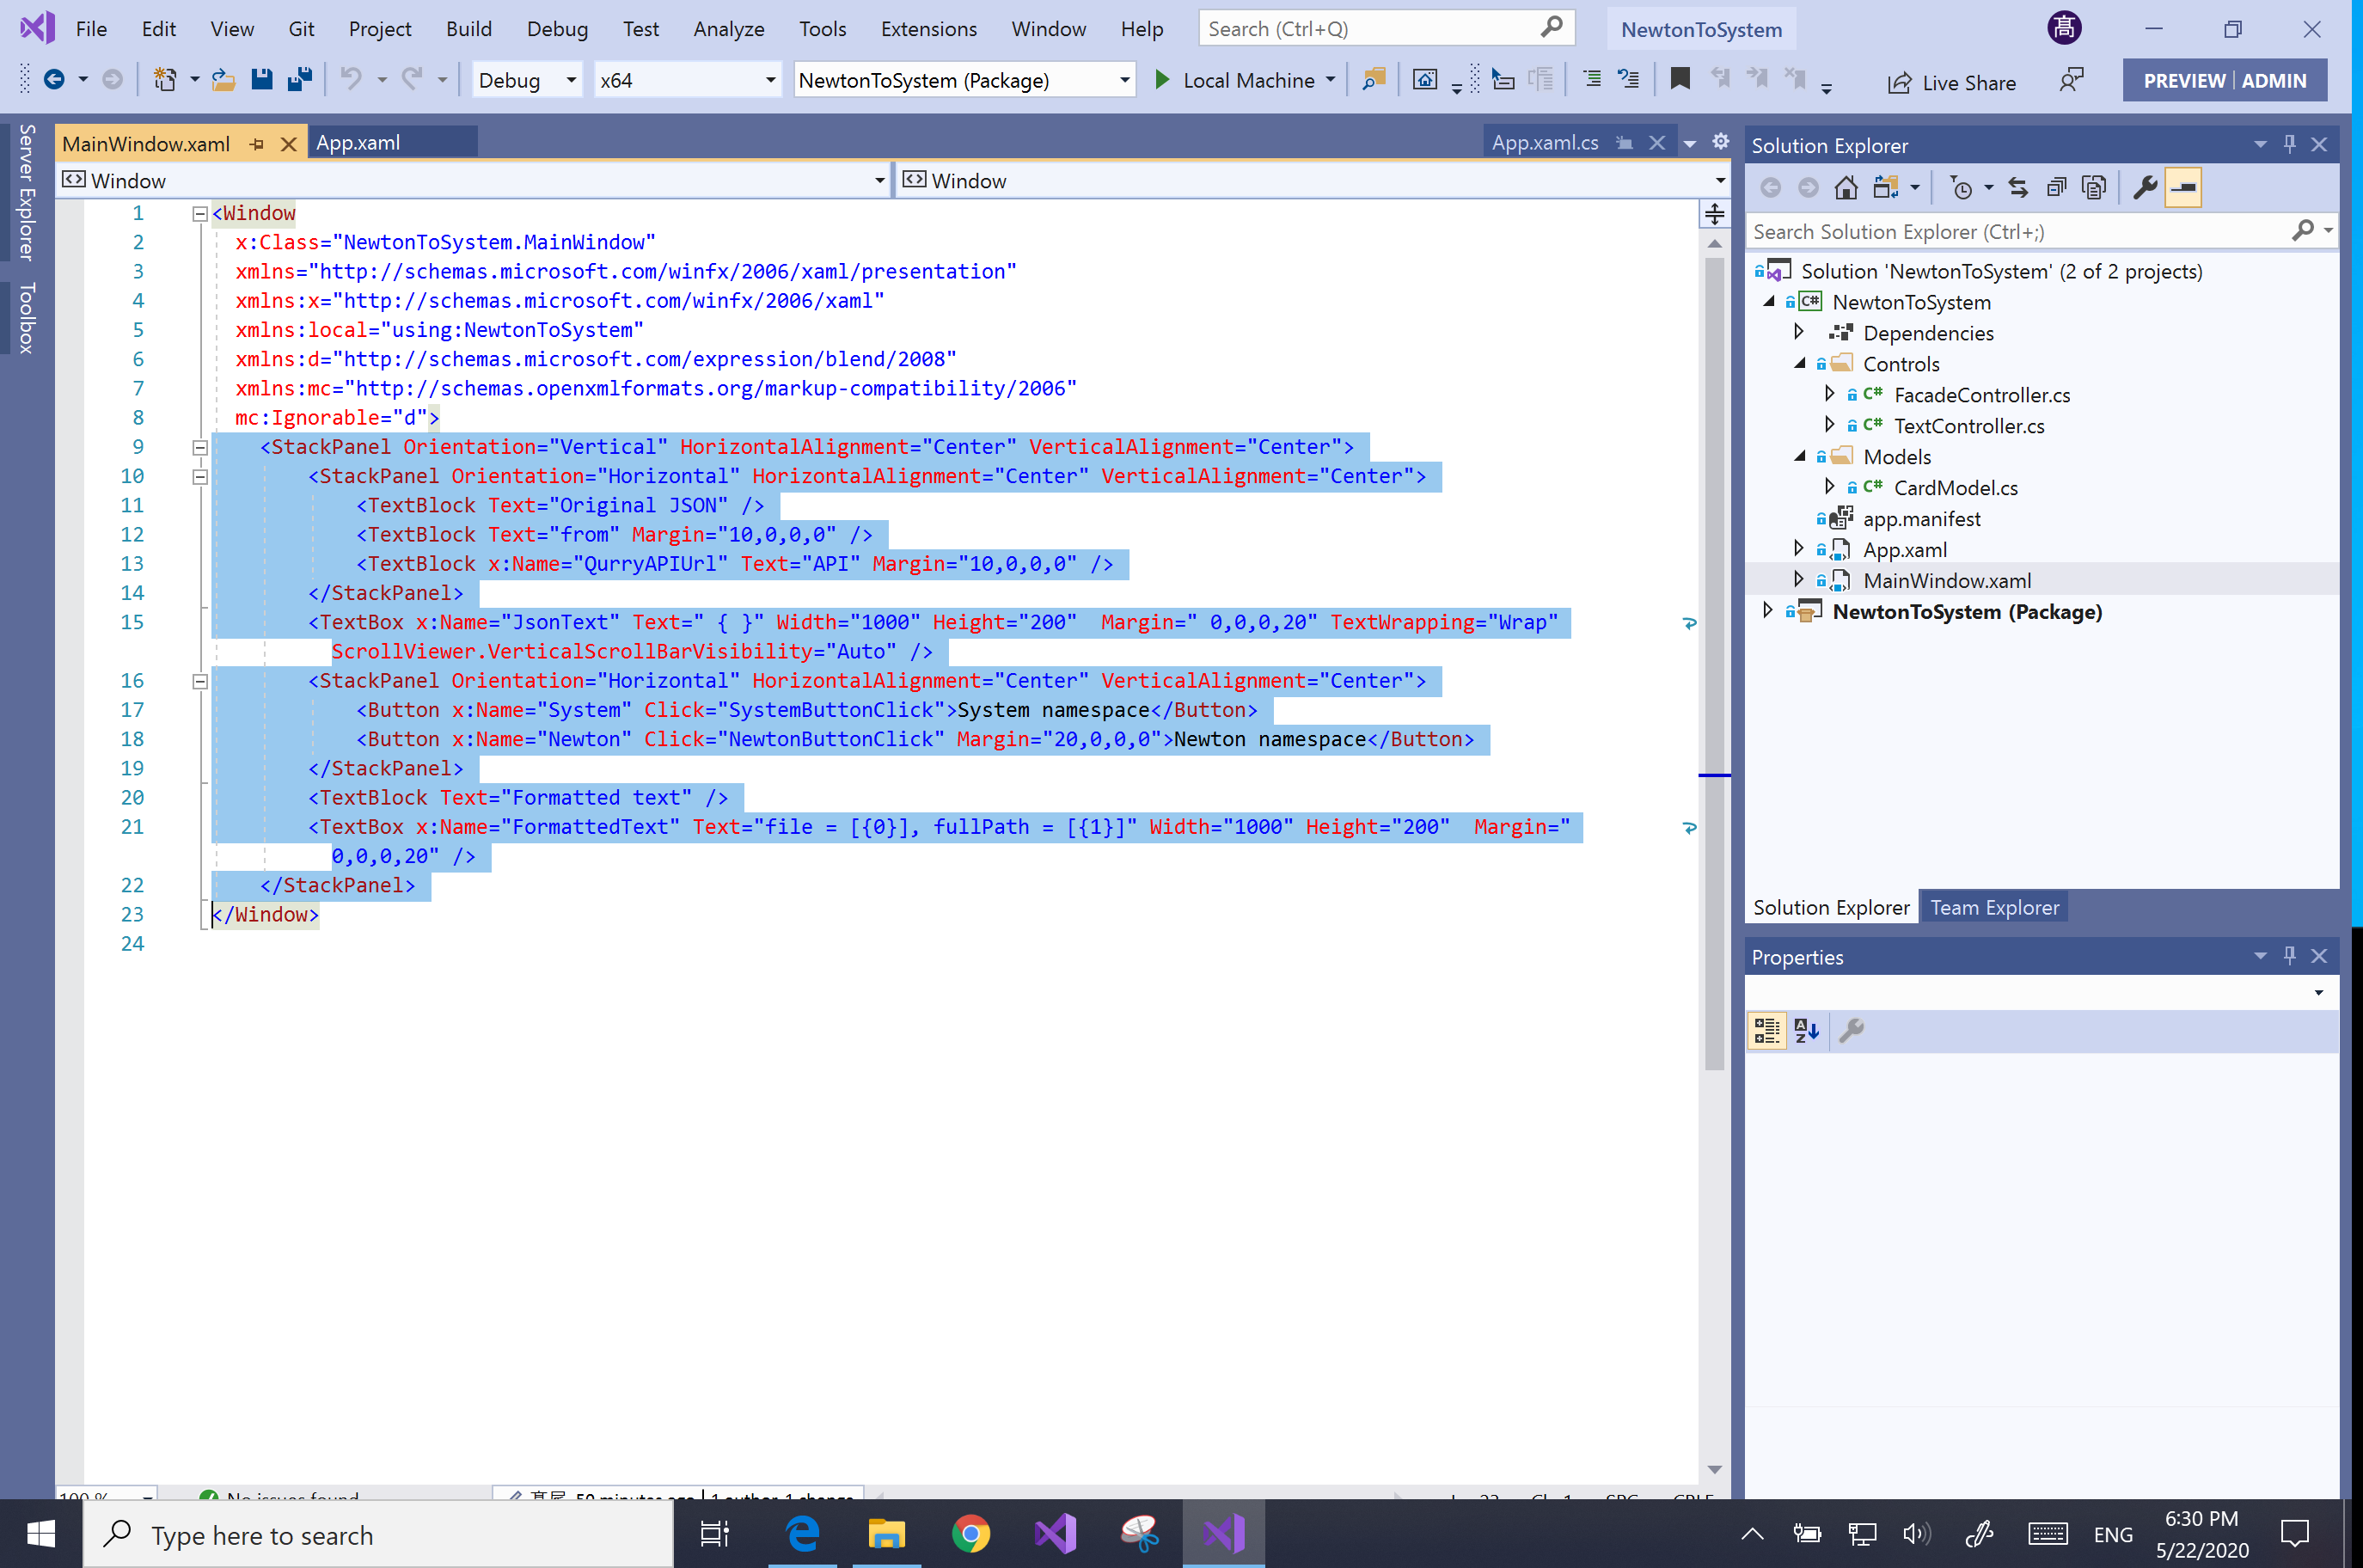 File Edit View Git Project Build Debug Test Analyze Tools Extensions Window Help Search (Ctrl+Q) NewtonToSystem 髙
Debug x64 NewtonToSystem (Package) Local Machine Live Share PREVIEW ADMIN
Server Explorer
Toolbox
MainWindow.xaml App.xaml App.xaml.cs
Window Window
1 <Window
2 x:Class="NewtonToSystem.MainWindow"
3 xmlns="http://schemas.microsoft.com/winfx/2006/xaml/presentation"
4 xmlns:x="http://schemas.microsoft.com/winfx/2006/xaml"
5 xmlns:local="using:NewtonToSystem"
6 xmlns:d="http://schemas.microsoft.com/expression/blend/2008"
7 xmlns:mc="http://schemas.openxmlformats.org/markup-compatibility/2006"
8 mc:Ignorable="d">
9 <StackPanel Orientation="Vertical" HorizontalAlignment="Center" VerticalAlignment="Center">
10 <StackPanel Orientation="Horizontal" HorizontalAlignment="Center" VerticalAlignment="Center">
11 <TextBlock Text="Original JSON" />
12 <TextBlock Text="from" Margin="10,0,0,0" />
13 <TextBlock x:Name="QurryAPIUrl" Text="API" Margin="10,0,0,0" />
14 </StackPanel>
15 <TextBox x:Name="JsonText" Text=" { }" Width="1000" Height="200"  Margin=" 0,0,0,20" TextWrapping="Wrap"
ScrollViewer.VerticalScrollBarVisibility="Auto" />
16 <StackPanel Orientation="Horizontal" HorizontalAlignment="Center" VerticalAlignment="Center">
17 <Button x:Name="System" Click="SystemButtonClick">System namespace</Button>
18 <Button x:Name="Newton" Click="NewtonButtonClick" Margin="20,0,0,0">Newton namespace</Button>
19 </StackPanel>
20 <TextBlock Text="Formatted text" />
21 <TextBox x:Name="FormattedText" Text="file = [{0}], fullPath = [{1}]" Width="1000" Height="200"  Margin="
0,0,0,20" />
22 </StackPanel>
23 </Window>
24
Solution Explorer
Search Solution Explorer (Ctrl+;)
Solution 'NewtonToSystem' (2 of 2 projects)
C# NewtonToSystem
Dependencies
Controls
C# FacadeController.cs
C# TextController.cs
Models
C# CardModel.cs
app.manifest
App.xaml
MainWindow.xaml
NewtonToSystem (Package)
Solution Explorer Team Explorer
Properties
100 % No issues found 50 minutes ago 1 author, 1 change
Type here to search ENG 6:30 PM
5/22/2020